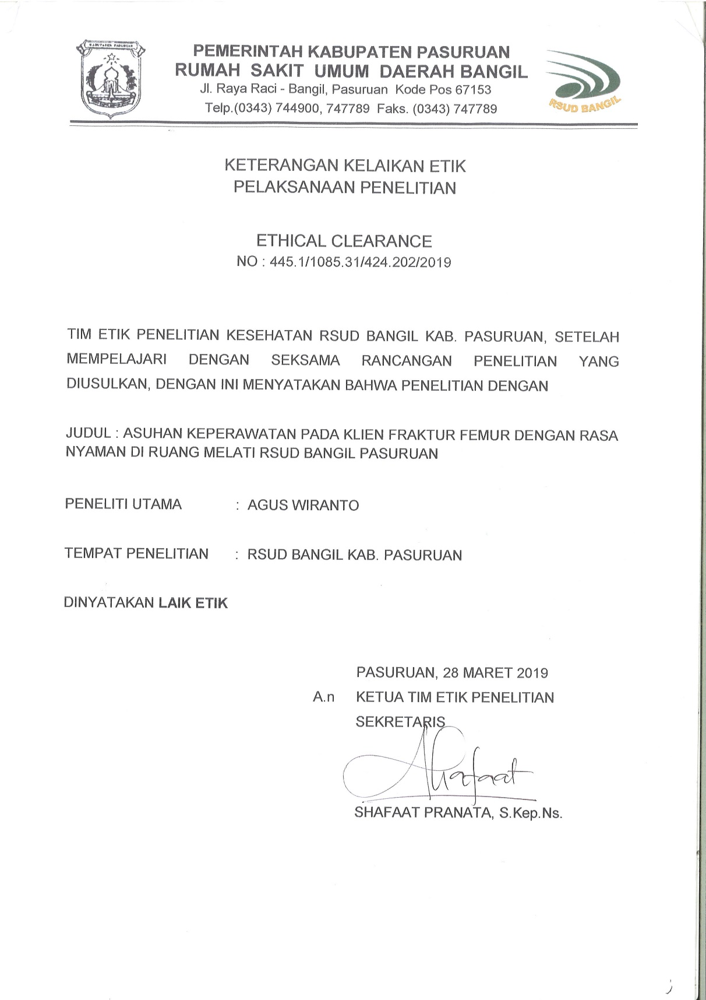 KABUPATEN PASURUAN
PEMERINTAH KABUPATEN PASURUAN
RUMAH SAKIT UMUM DAERAH BANGIL
Jl. Raya Raci - Bangil, Pasuruan Kode Pos 67153
Telp.(0343) 744900, 747789 Faks. (0343) 747789
RSUD BANGIL
KETERANGAN KELAIKAN ETIK
PELAKSANAAN PENELITIAN
ETHICAL CLEARANCE
NO : 445.1/1085.31/424.202/2019
TIM ETIK PENELITIAN KESEHATAN RSUD BANGIL KAB. PASURUAN, SETELAH
MEMPELAJARI DENGAN SEKSAMA RANCANGAN PENELITIAN YANG
DIUSULKAN, DENGAN INI MENYATAKAN BAHWA PENELITIAN DENGAN
JUDUL : ASUHAN KEPERAWATAN PADA KLIEN FRAKTUR FEMUR DENGAN RASA
NYAMAN DI RUANG MELATI RSUD BANGIL PASURUAN
PENELITI UTAMA : AGUS WIRANTO
TEMPAT PENELITIAN : RSUD BANGIL KAB. PASURUAN
DINYATAKAN LAIK ETIK
PASURUAN, 28 MARET 2019
A.n KETUA TIM ETIK PENELITIAN
SEKRETARIS
Shafaat
SHAFAAT PRANATA, S.Kep.Ns.